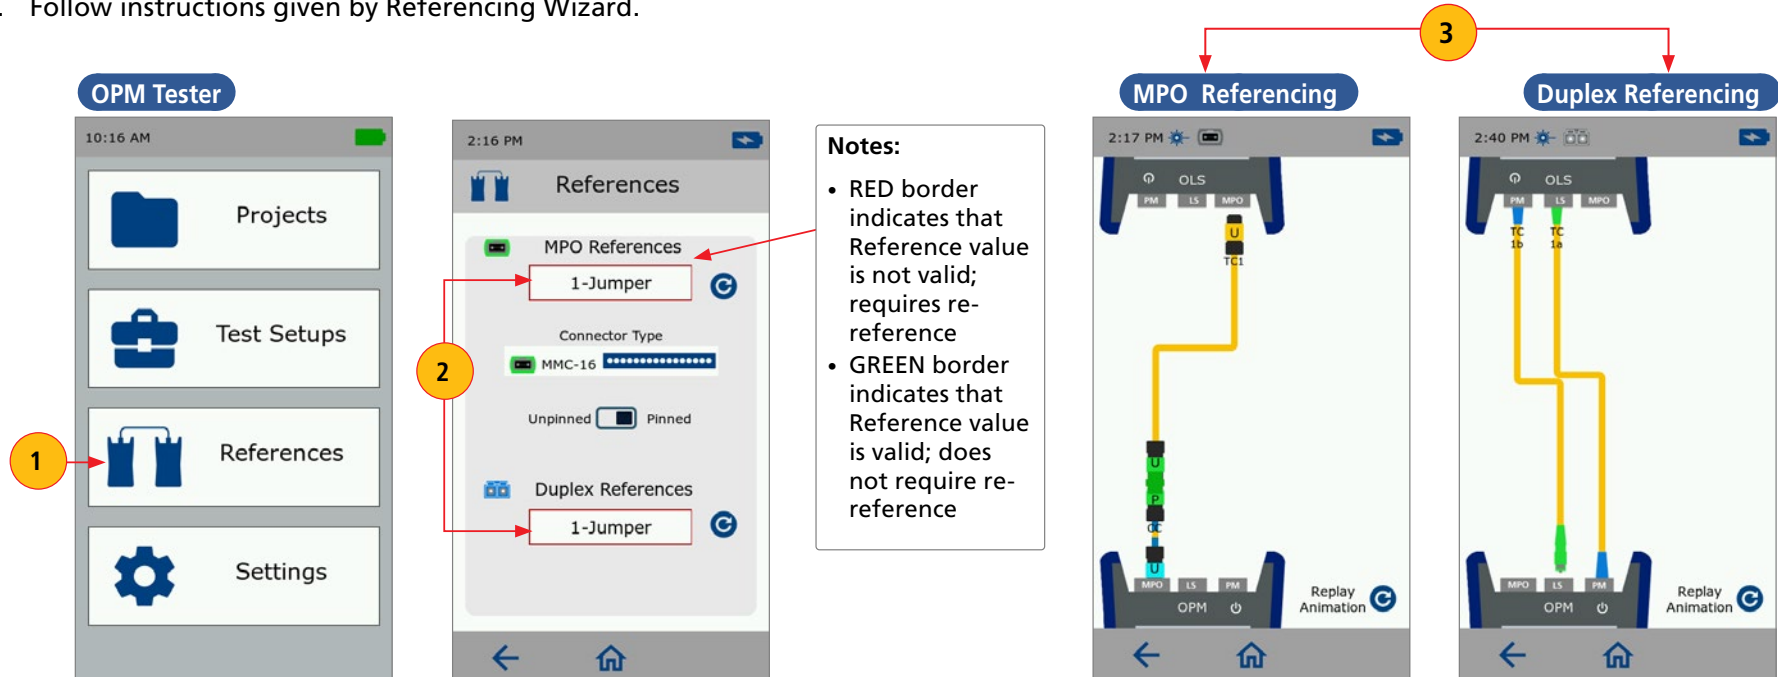 . Follow instructions given by Referencing Wizard.
3
OPM Tester
MPO Referencing
Duplex Referencing
10:16 AM
Projects
Test Setups
1
References
Settings
2:16 PM
References
MPO References
1-Jumper
Connector Type
MMC-16
2
Unpinned
Pinned
Duplex References
1-Jumper
Notes:
• RED border
indicates that
Reference value
is not valid;
requires re-
reference
• GREEN border
indicates that
Reference value
is valid; does
not require re-
reference
2:17 PM
OLS
PM LS MPO
U
TC1
U
P
CC
U
MPO LS PM
OPM
Replay
Animation
2:40 PM
OLS
PM LS MPO
TC TC
1b 1a
MPO LS PM
OPM
Replay
Animation